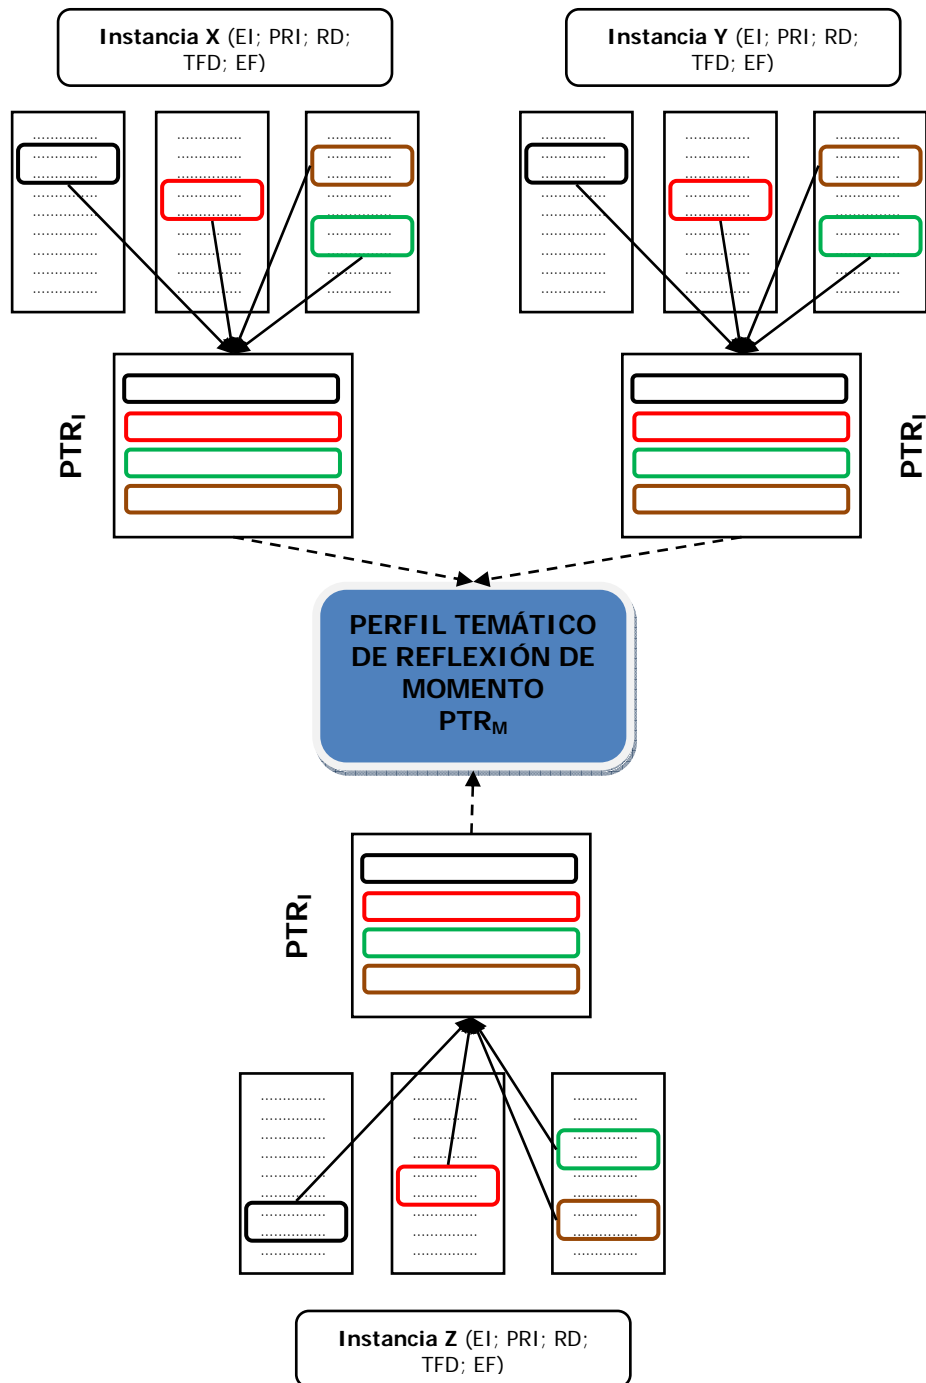 Instancia X (EI; PRI; RD;
TFD; EF)
Instancia Y (EI; PRI; RD;
TFD; EF)
PTRI
PTRI
PERFIL TEMÁTICO
DE REFLEXIÓN DE
MOMENTO
PTRM
PTRI
Instancia Z (EI; PRI; RD;
TFD; EF)